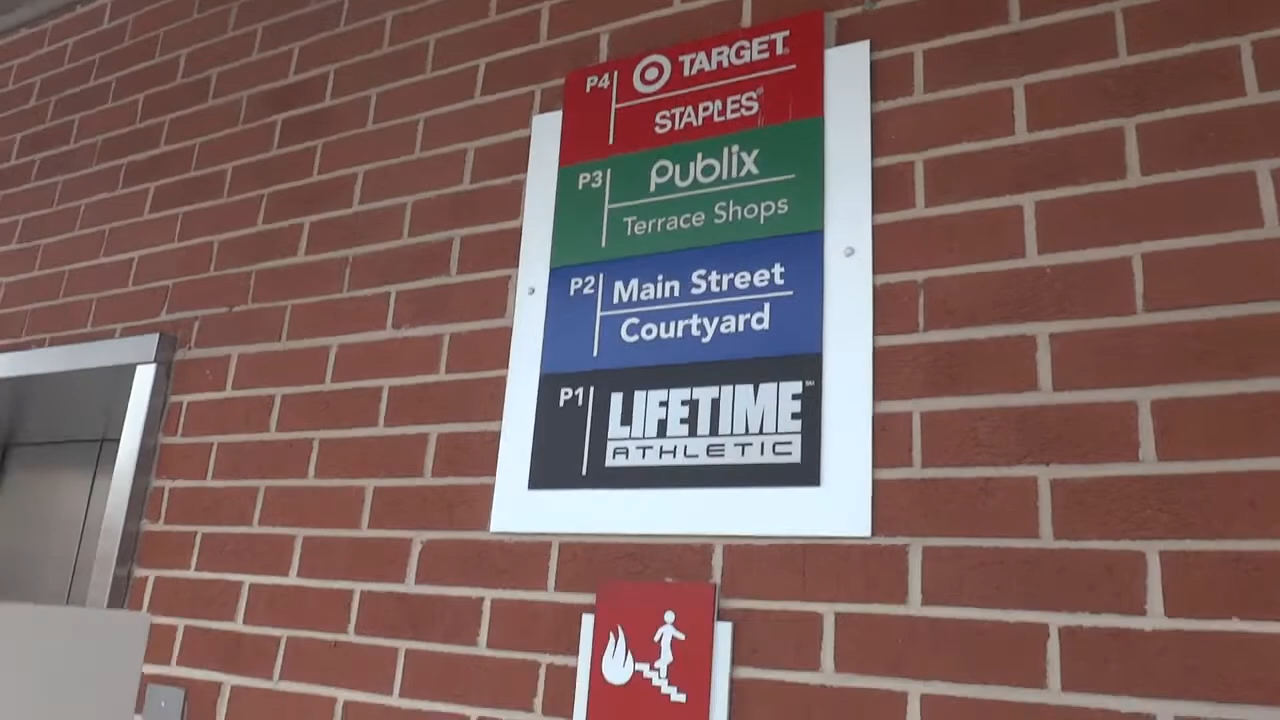 P4
TARGET
STAPLES
P3
Publix
Terrace Shops
P2
Main Street
Courtyard
P1
LIFETIME
ATHLETIC